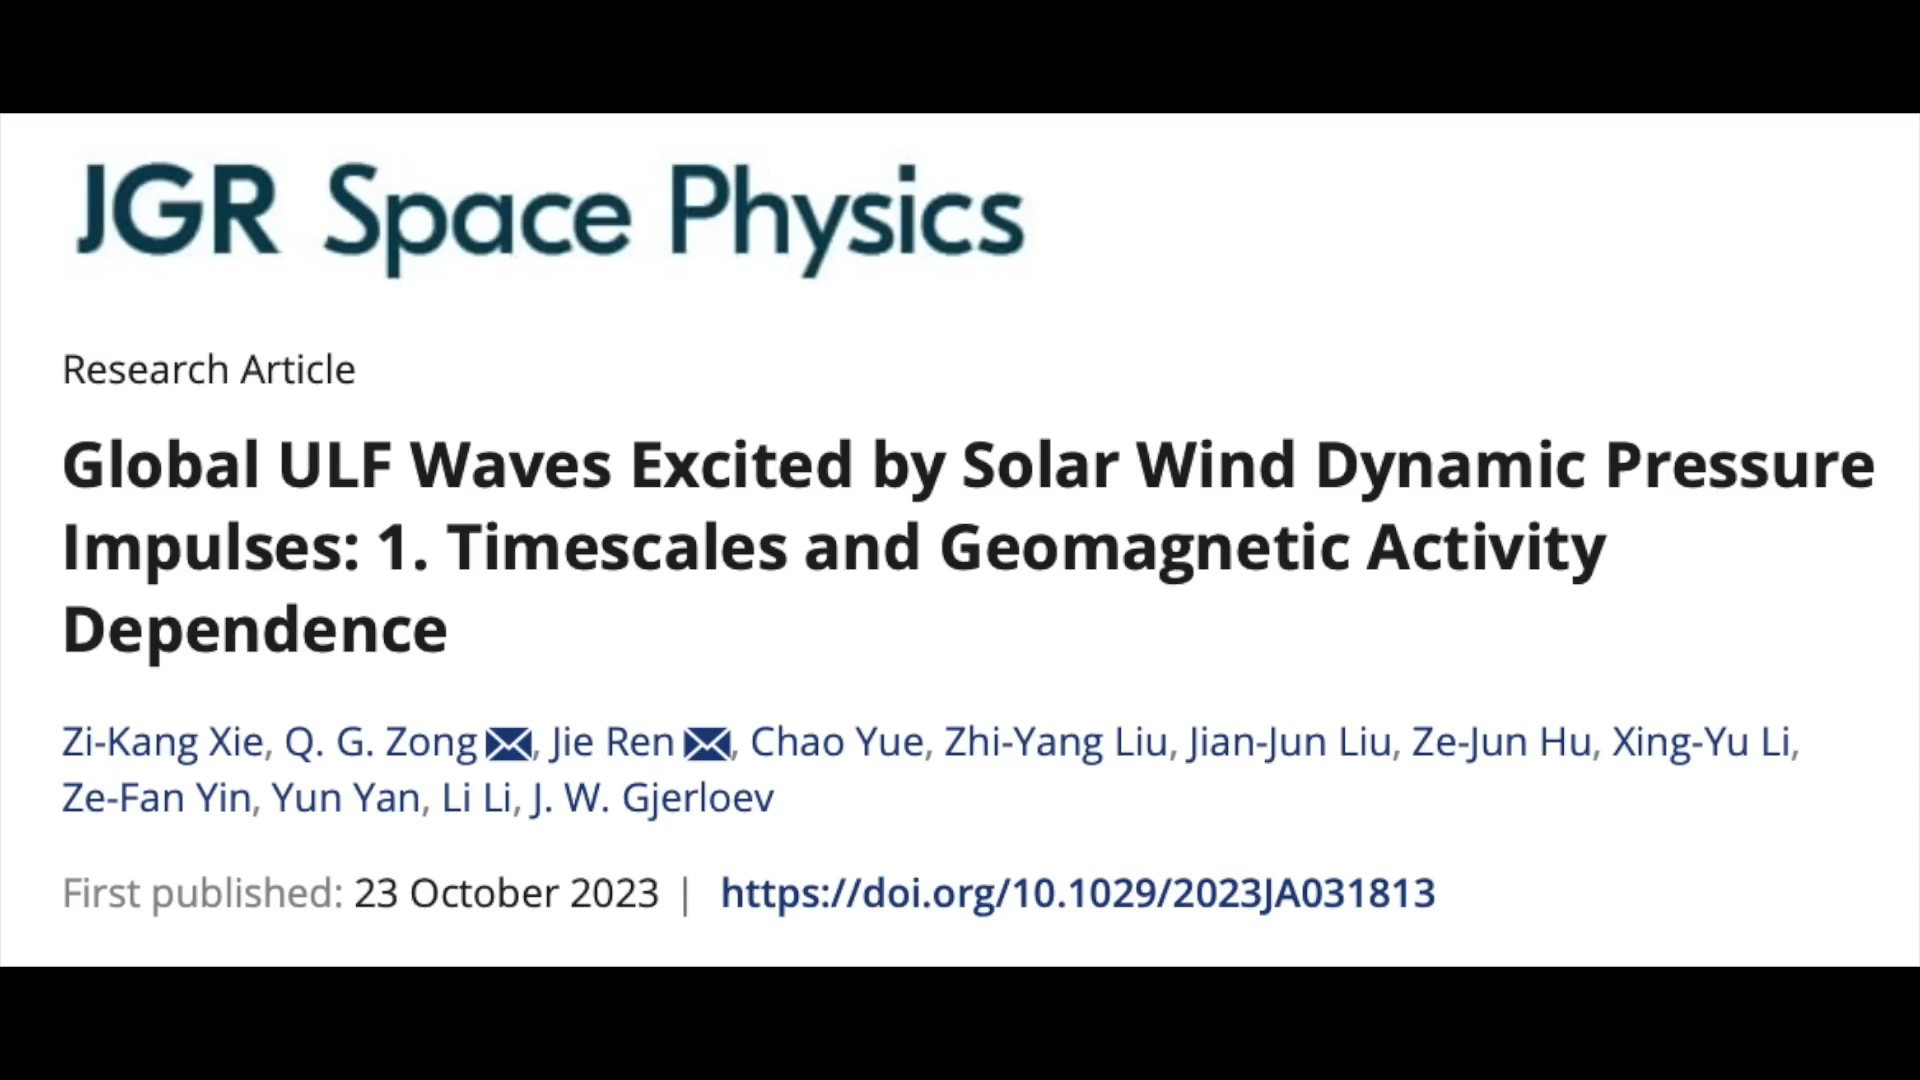 JGR Space Physics
Research Article
Global ULF Waves Excited by Solar Wind Dynamic Pressure
Impulses: 1. Timescales and Geomagnetic Activity
Dependence
Zi-Kang Xie, Q. G. Zong, Jie Ren, Chao Yue, Zhi-Yang Liu, Jian-Jun Liu, Ze-Jun Hu, Xing-Yu Li,
Ze-Fan Yin, Yun Yan, Li Li, J. W. Gjerloev
First published: 23 October 2023 | https://doi.org/10.1029/2023JA031813